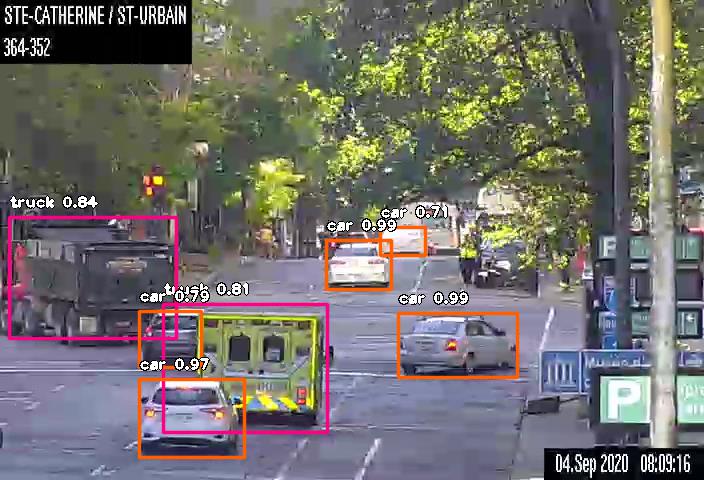 STE-CATHERINE / ST-URBAIN
364-352
truck 0.84
car 0.71
car 0.99
car 0.79
truck 0.81
car 0.99
car 0.97
P
P
04.Sep 2020 08:09:16